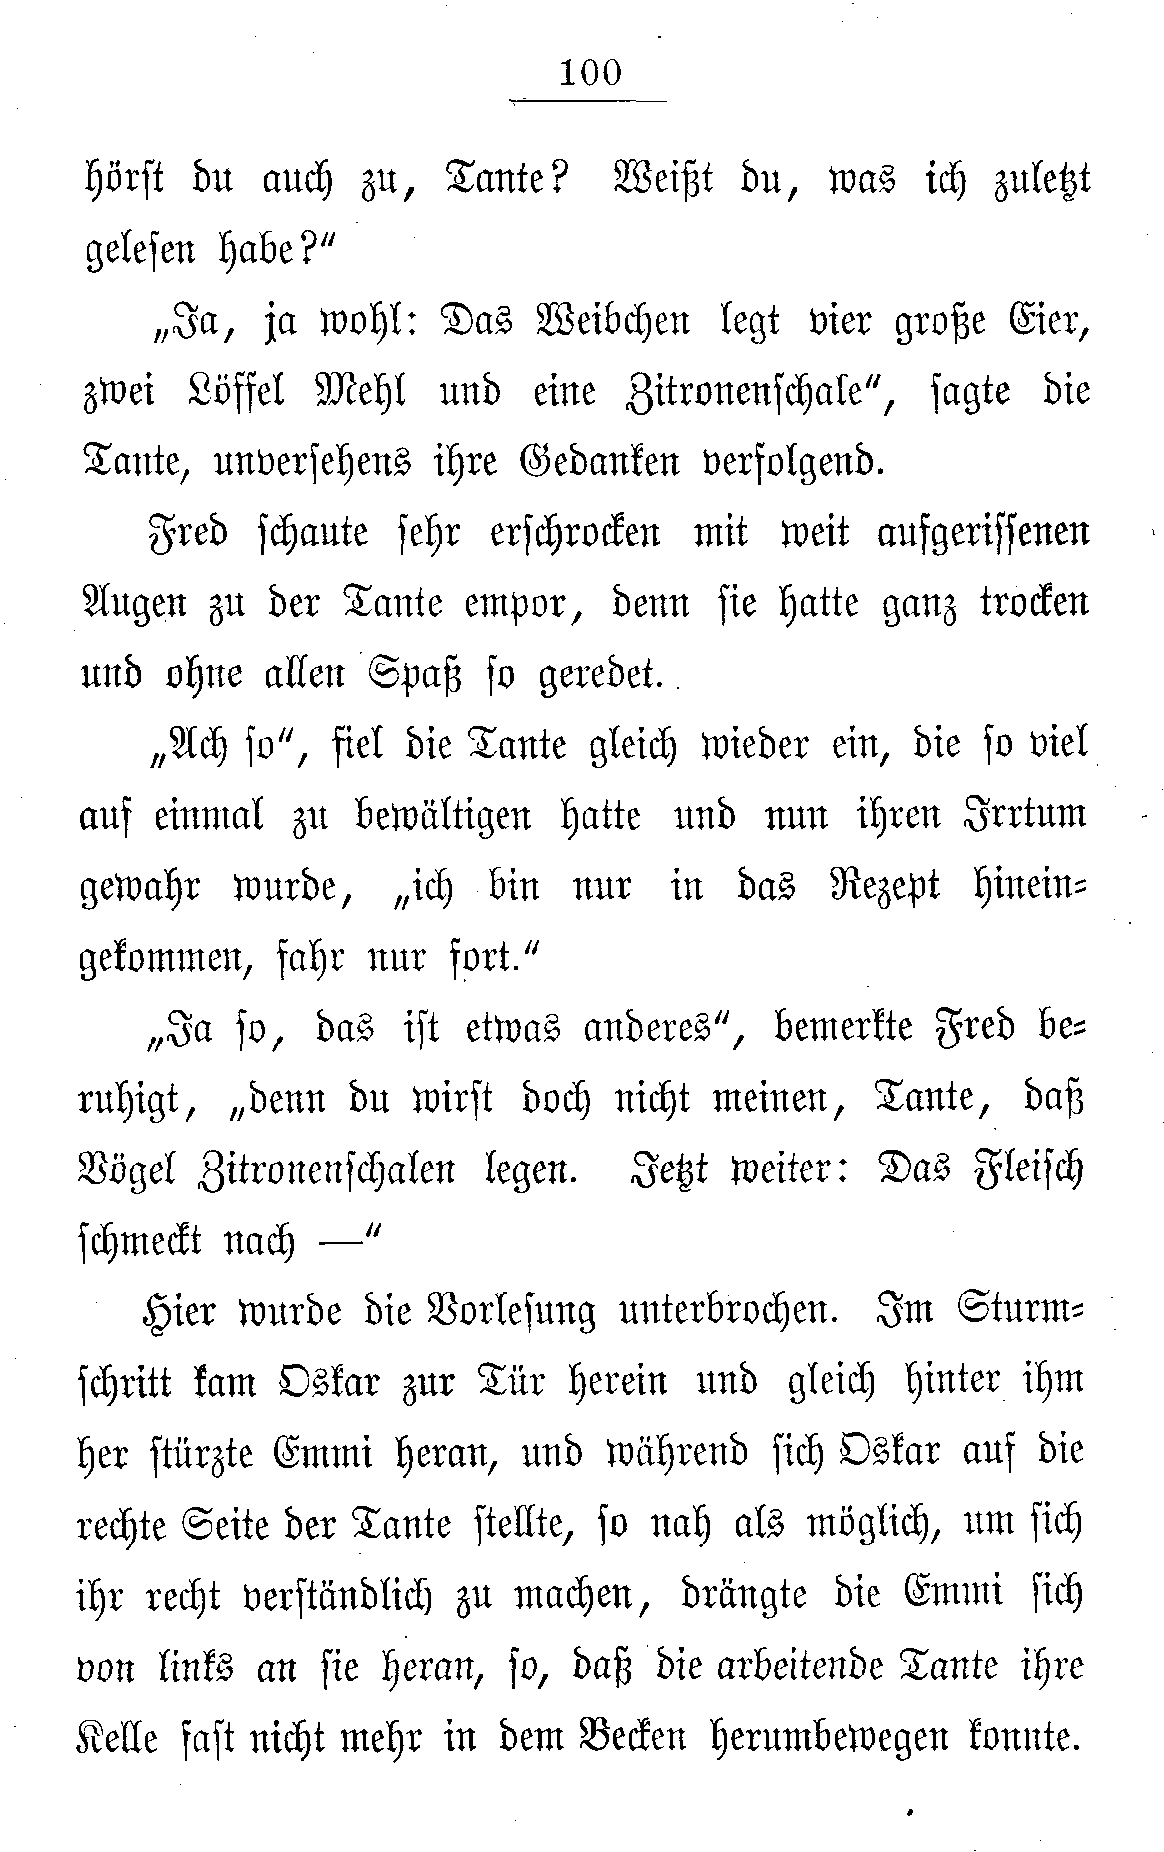 100
hörst du auch zu, Tante? Weißt du, was ich zuletzt
gelesen habe?"
„Ja, ja wohl: Das Weibchen legt vier große Eier,
zwei Löffel Mehl und eine Zitronenschale", sagte die
Tante, unversehens ihre Gedanken verfolgend.
Fred schaute sehr erschrocken mit weit aufgerissenen
Augen zu der Tante empor, denn sie hatte ganz trocken
und ohne allen Spaß so geredet.
„Ach so", fiel die Tante gleich wieder ein, die so viel
auf einmal zu bewältigen hatte und nun ihren Irrtum
gewahr wurde, „ich bin nur in das Rezept hinein-
gekommen, fahr nur fort."
„Ja so, das ist etwas anderes", bemerkte Fred be-
ruhigt, „denn du wirst doch nicht meinen, Tante, daß
Vögel Zitronenschalen legen. Jetzt weiter: Das Fleisch
schmeckt nach —"
Hier wurde die Vorlesung unterbrochen. Im Sturm-
schritt kam Oskar zur Tür herein und gleich hinter ihm
her stürzte Emmi heran, und während sich Oskar auf die
rechte Seite der Tante stellte, so nah als möglich, um sich
ihr recht verständlich zu machen, drängte die Emmi sich
von links an sie heran, so, daß die arbeitende Tante ihre
Kelle fast nicht mehr in dem Becken herumbewegen konnte.